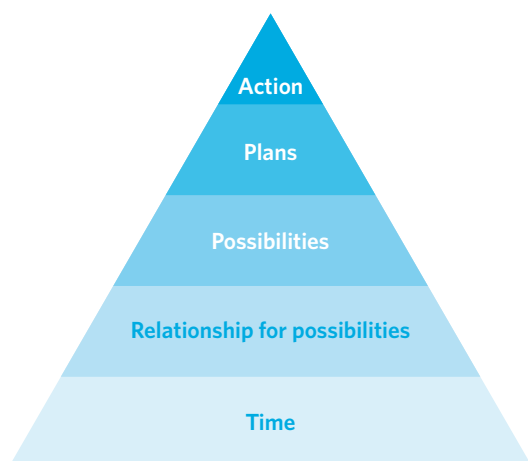 Action
Plans
Possibilities
Relationship for possibilities
Time